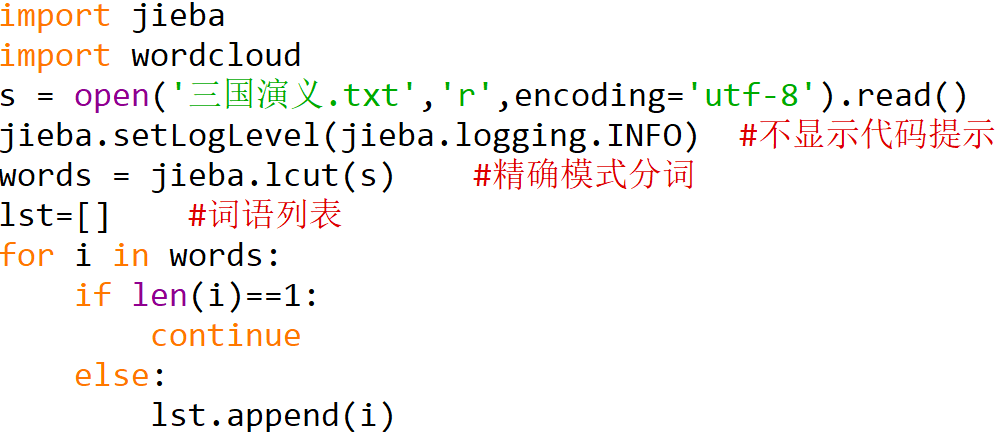 import jieba
import wordcloud
s = open('三国演义.txt','r',encoding='utf-8').read()
jieba.setLogLevel(jieba.logging.INFO)  #不显示代码提示
words = jieba.lcut(s)    #精确模式分词
lst=[]    #词语列表
for i in words:
    if len(i)==1:
        continue
    else:
        lst.append(i)